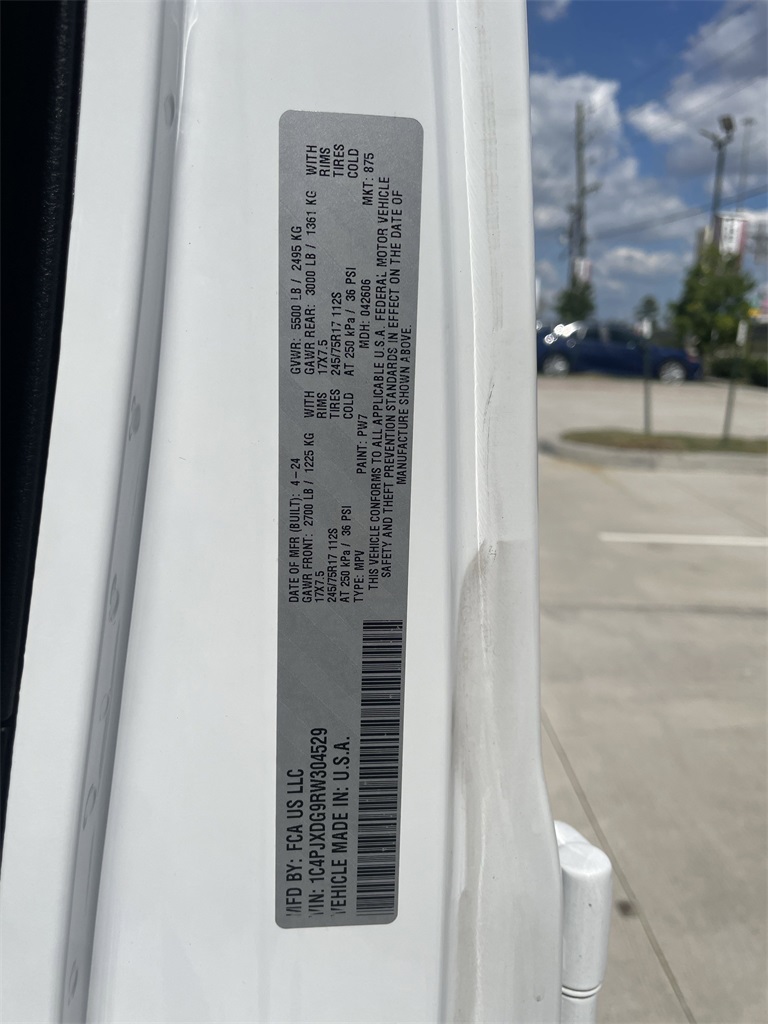 MFD BY: FCA US LLC
VIN: 1C4PJXDG9RW304529
VEHICLE MADE IN: U.S.A.
DATE OF MFR (BUILT): 4-24 GVWR: 5500 LB / 2495 KG
GAWR FRONT: 2700 LB / 1225 KG WITH GAWR REAR: 3000 LB / 1361 KG WITH
17X7.5 RIMS 17X7.5 RIMS
245/75R17 112S TIRES 245/75R17 112S TIRES
AT 250 kPa / 36 PSI COLD AT 250 kPa / 36 PSI COLD
TYPE: MPV PAINT: PW7 MDH: 042606 MKT: 875
THIS VEHICLE CONFORMS TO ALL APPLICABLE U.S.A. FEDERAL MOTOR VEHICLE
SAFETY AND THEFT PREVENTION STANDARDS IN EFFECT ON THE DATE OF
MANUFACTURE SHOWN ABOVE.